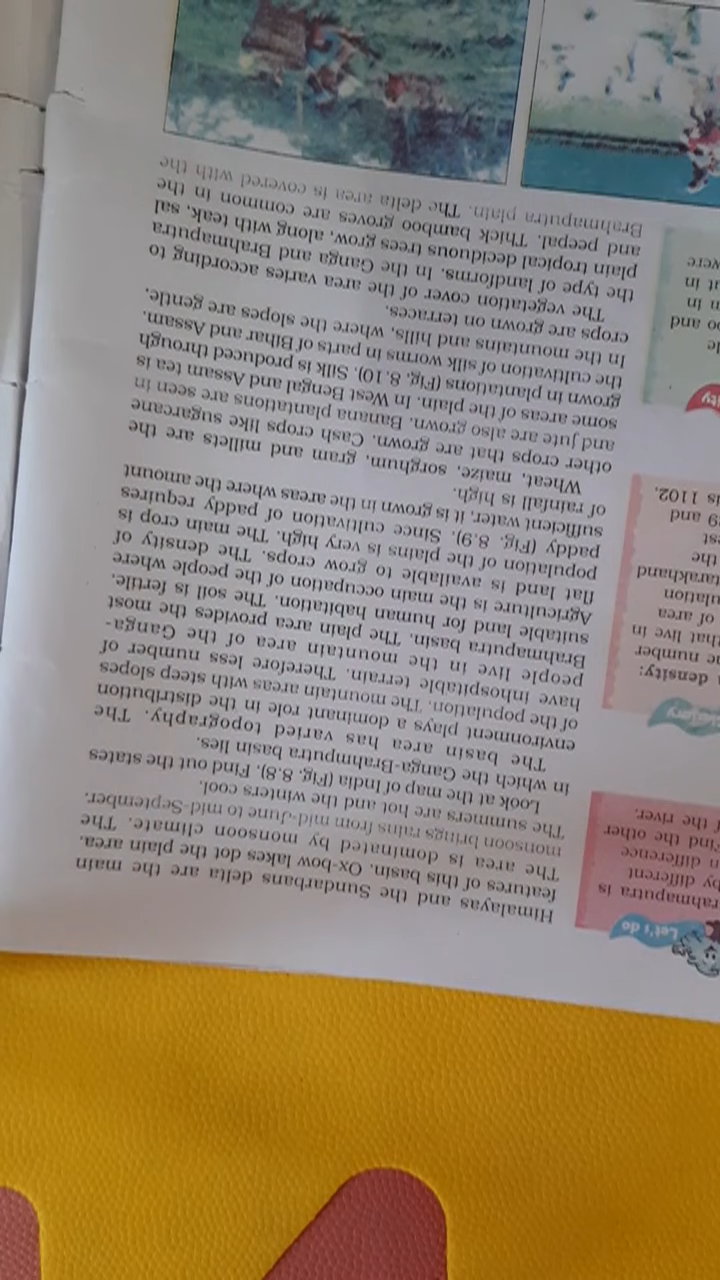 Himalayas and the Sundarbans delta are the main
features of this basin. Ox-bow lakes dot the plain area.
The area is dominated by monsoon climate. The
monsoon brings rains from mid-June to mid-September.
The summers are hot and the winters cool.
Look at the map of India (Fig. 8.8). Find out the states
in which the Ganga-Brahmputra basin lies.
The basin area has varied topography. The
environment plays a dominant role in the distribution
of the population. The mountain areas with steep slopes
have inhospitable terrain. Therefore less number of
people live in the mountain area of the Ganga-
Brahmaputra basin. The plain area provides the most
suitable land for human habitation. The soil is fertile.
Agriculture is the main occupation of the people where
flat land is available to grow crops. The density of
population of the plains is very high. The main crop is
paddy (Fig. 8.9). Since cultivation of paddy requires
sufficient water, it is grown in the areas where the amount
of rainfall is high.
Wheat, maize, sorghum, gram and millets are the
other crops that are grown. Cash crops like sugarcane
and jute are also grown. Banana plantations are seen in
some areas of the plain. In West Bengal and Assam tea is
grown in plantations (Fig. 8.10). Silk is produced through
the cultivation of silk worms in parts of Bihar and Assam.
In the mountains and hills, where the slopes are gentle,
crops are grown on terraces.
The vegetation cover of the area varies according to
the type of landforms. In the Ganga and Brahmaputra
plain tropical deciduous trees grow, along with teak, sal
and peepal. Thick bamboo groves are common in the
Brahmaputra plain. The delta area is covered with the
Let's do
rahmaputra is
by different
n difference
Find the other
f the river.
density:
e number
that live in
of area
ulation
tarakhand
the
est
29 and
is 1102.
oo and
n in
ut in
were